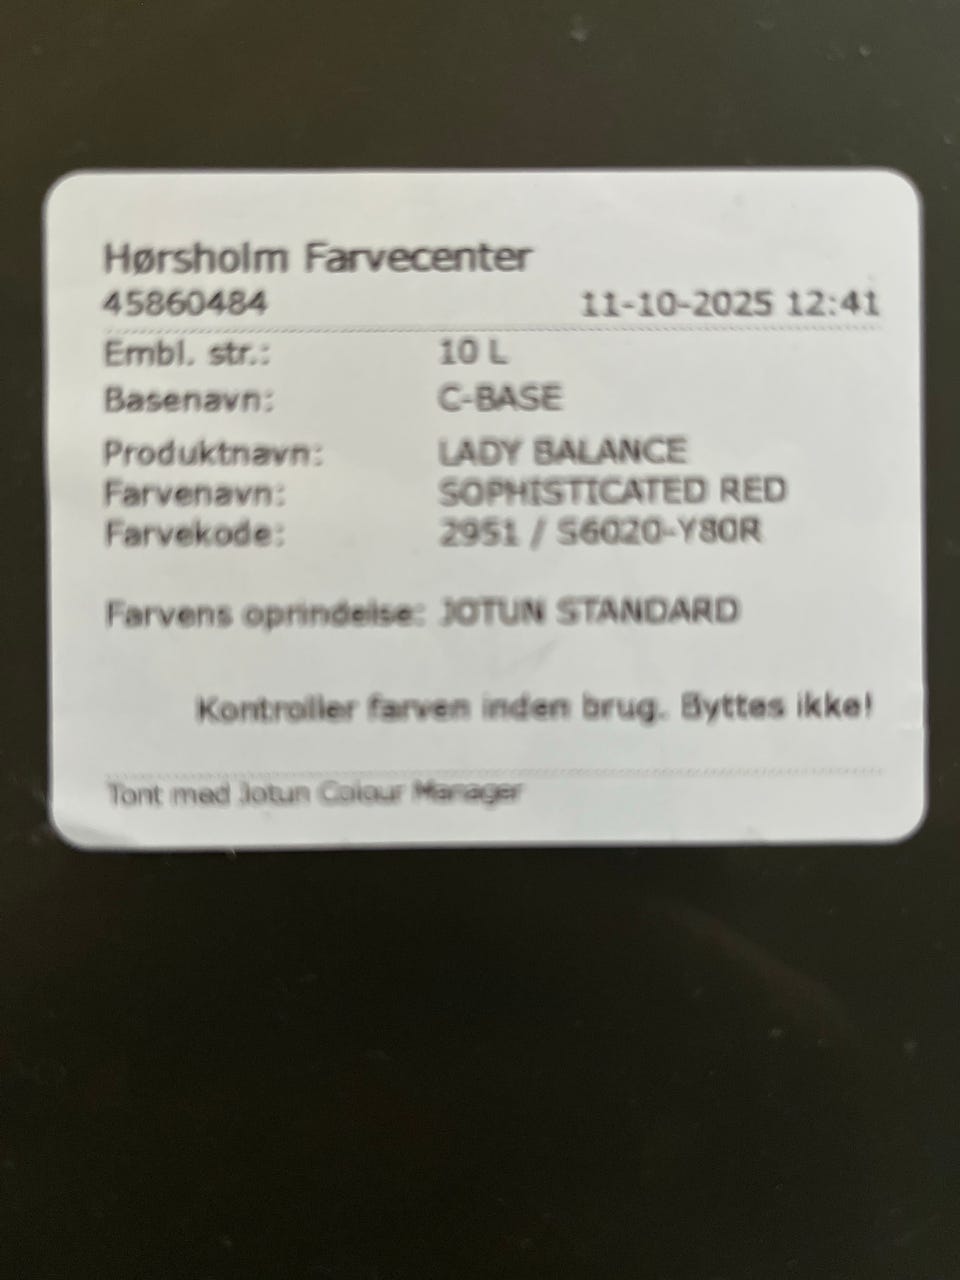 Hørsholm Farvecenter
45860484 11-10-2025 12:41
Embl. str.: 10 L
Basenavn: C-BASE
Produktnavn: LADY BALANCE
Farvenavn: SOPHISTICATED RED
Farvekode: 2951 / S6020-Y80R
Farvens oprindelse: JOTUN STANDARD
Kontroller farven inden brug. Byttes ikke!
Tont med Jotun Colour Manager